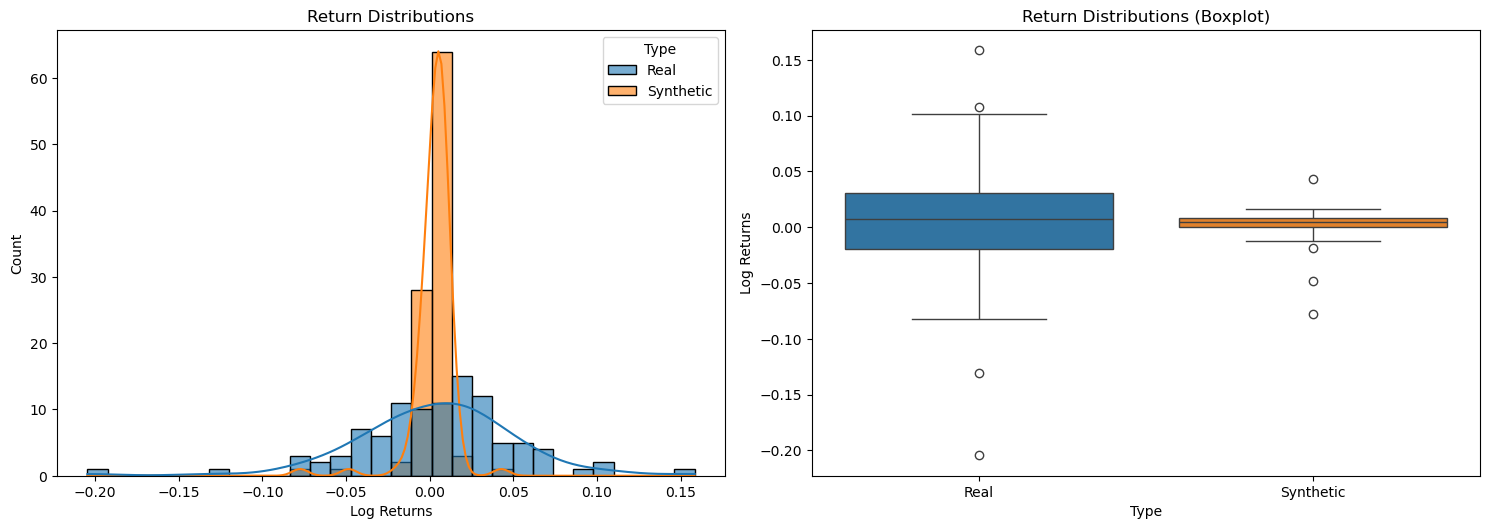 Return Distributions
Count
60
50
40
30
20
10
0
−0.20
−0.15
−0.10
−0.05
0.00
0.05
0.10
0.15
Log Returns
Type
Real
Synthetic
Return Distributions (Boxplot)
Log Returns
0.15
0.10
0.05
0.00
−0.05
−0.10
−0.15
−0.20
Real
Synthetic
Type